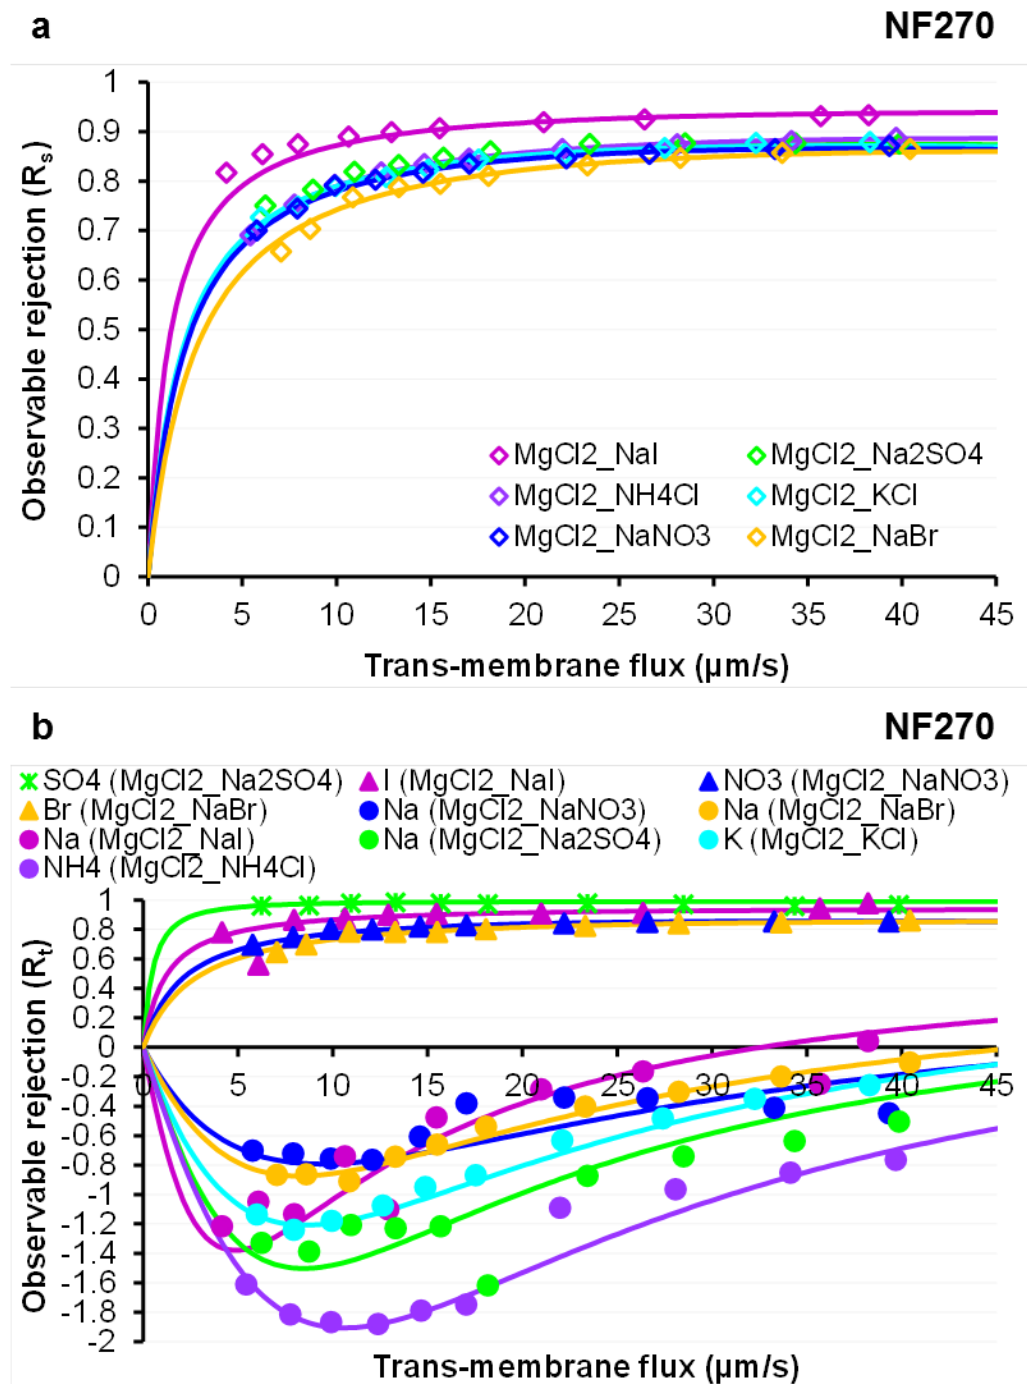 a NF270
1
0.9
0.8
0.7
0.6
0.5
0.4
0.3
0.2
0.1
0
Observable rejection (Rs)
MgCl2_NaI MgCl2_Na2SO4
MgCl2_NH4Cl MgCl2_KCl
MgCl2_NaNO3 MgCl2_NaBr
0 5 10 15 20 25 30 35 40 45
Trans-membrane flux (µm/s)
b NF270
SO4 (MgCl2_Na2SO4) I (MgCl2_NaI) NO3 (MgCl2_NaNO3)
Br (MgCl2_NaBr) Na (MgCl2_NaNO3) Na (MgCl2_NaBr)
Na (MgCl2_NaI) Na (MgCl2_Na2SO4) K (MgCl2_KCl)
NH4 (MgCl2_NH4Cl)
1
0.8
0.6
0.4
0.2
0
-0.2
-0.4
-0.6
-0.8
-1
-1.2
-1.4
-1.6
-1.8
-2
Observable rejection (Rt)
0 5 10 15 20 25 30 35 40 45
Trans-membrane flux (µm/s)